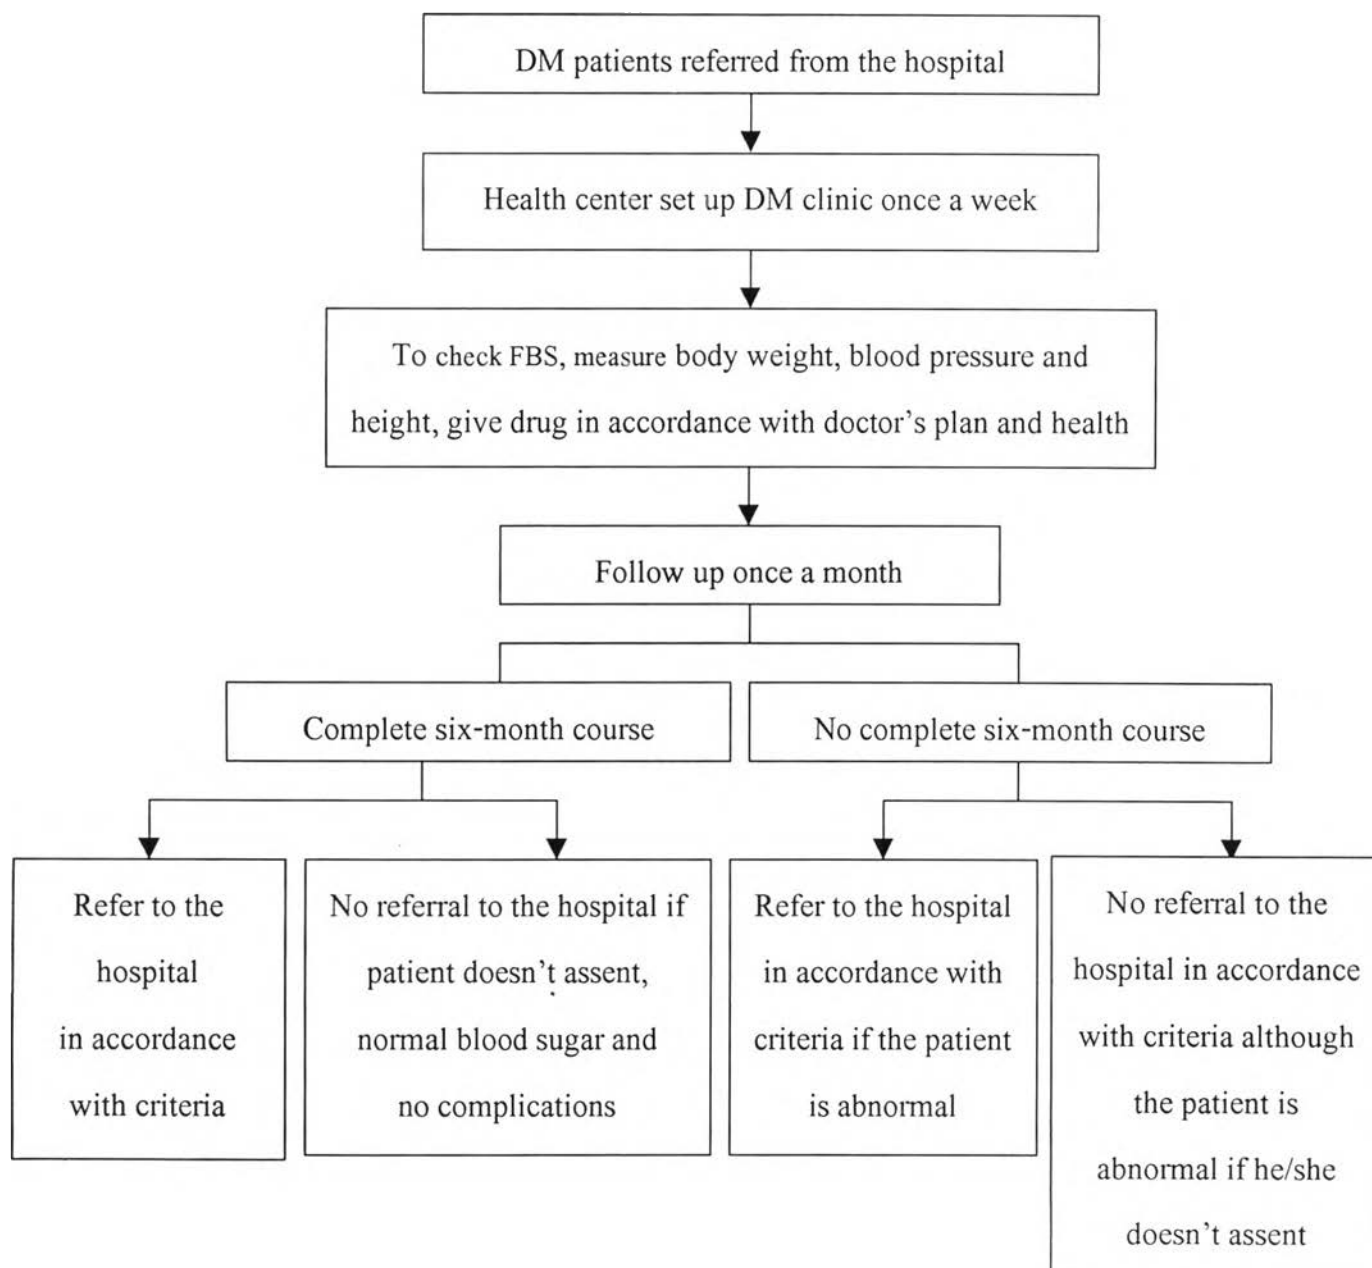 DM patients referred from the hospital
Health center set up DM clinic once a week
To check FBS, measure body weight, blood pressure and
height, give drug in accordance with doctor's plan and health
Follow up once a month
Complete six-month course
No complete six-month course
Refer to the
hospital
in accordance
with criteria
No referral to the hospital if
patient doesn't assent,
normal blood sugar and
no complications
Refer to the hospital
in accordance with
criteria if the patient
is abnormal
No referral to the
hospital in accordance
with criteria although
the patient is
abnormal if he/she
doesn't assent